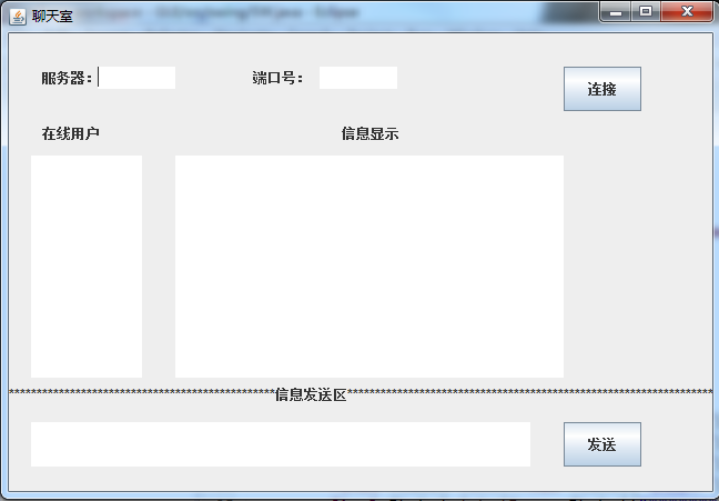 聊天室
服务器： 端口号： 连接
在线用户 信息显示
************************************************信息发送区******************************************************************
发送